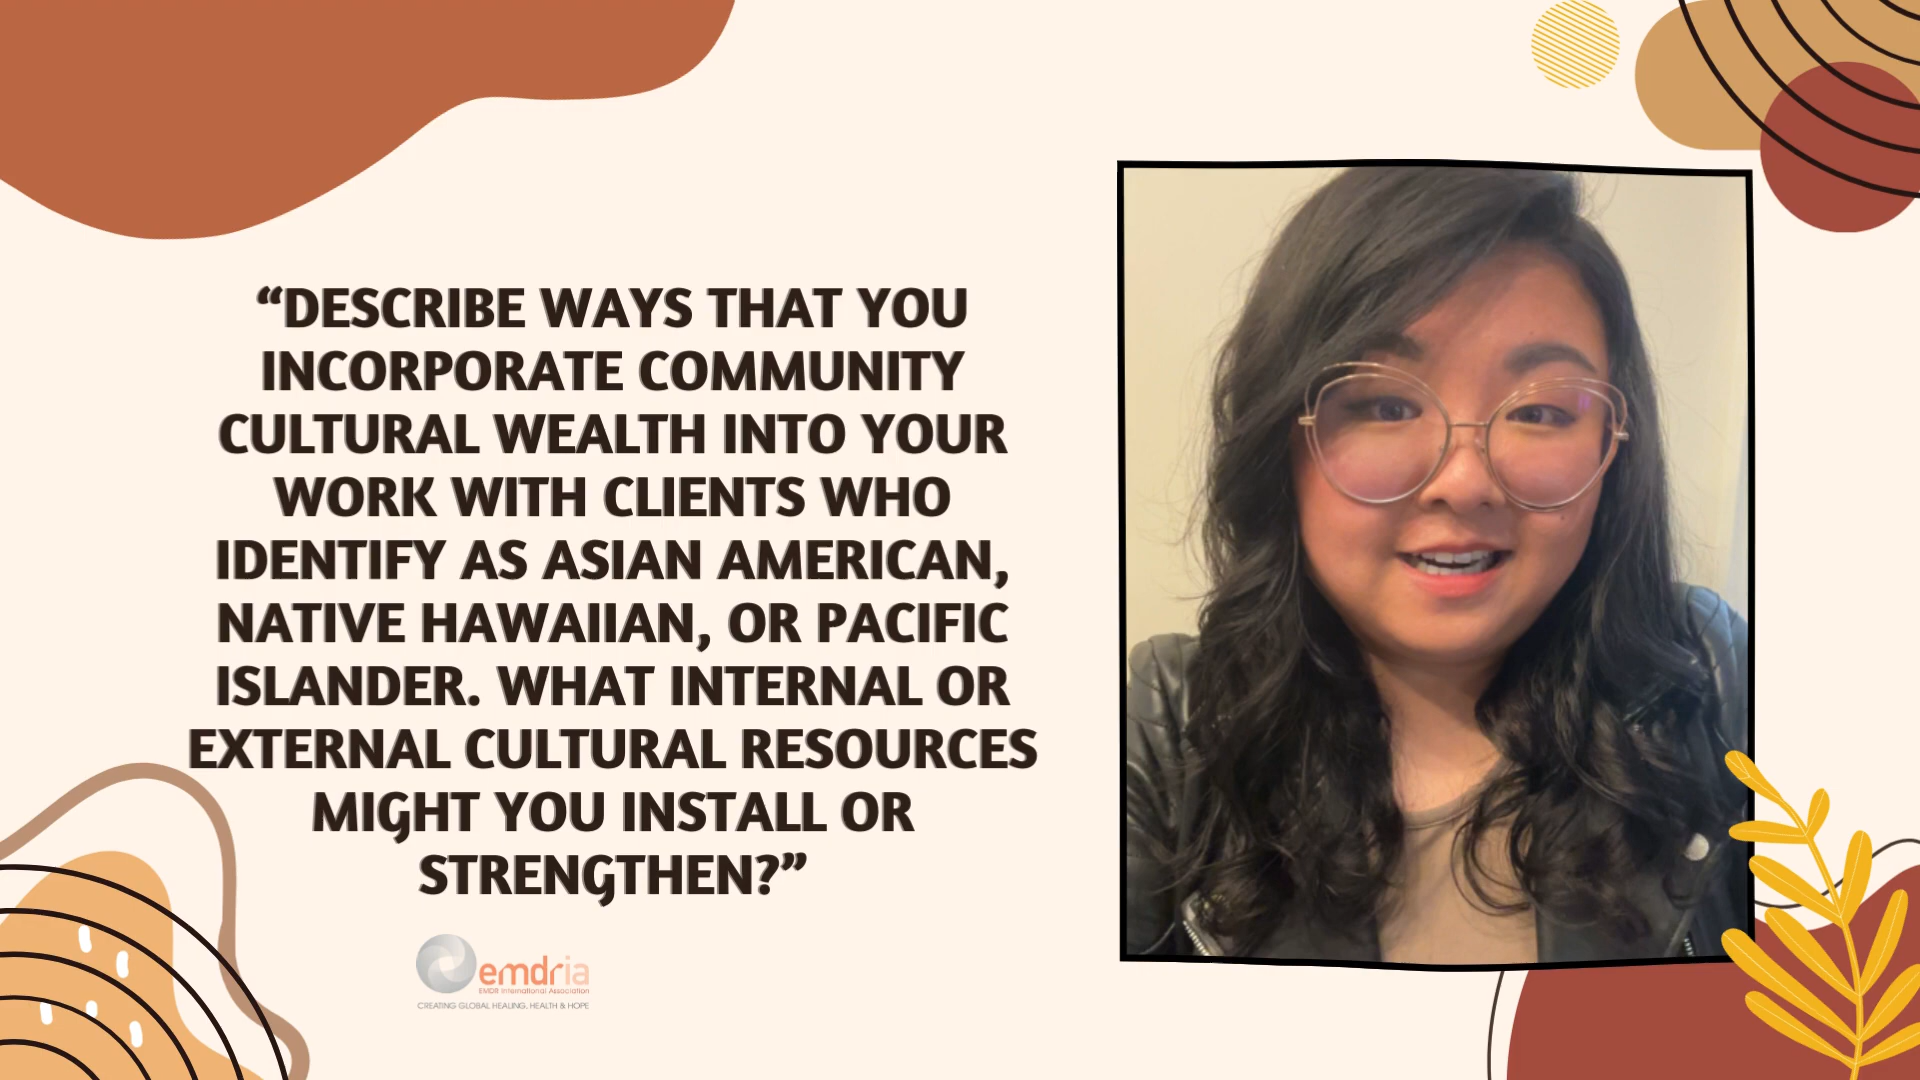 “DESCRIBE WAYS THAT YOU
INCORPORATE COMMUNITY
CULTURAL WEALTH INTO YOUR
WORK WITH CLIENTS WHO
IDENTIFY AS ASIAN AMERICAN,
NATIVE HAWAIIAN, OR PACIFIC
ISLANDER. WHAT INTERNAL OR
EXTERNAL CULTURAL RESOURCES
MIGHT YOU INSTALL OR
STRENGTHEN?”
emdria
EMDR International Association
CREATING GLOBAL HEALING, HEALTH & HOPE